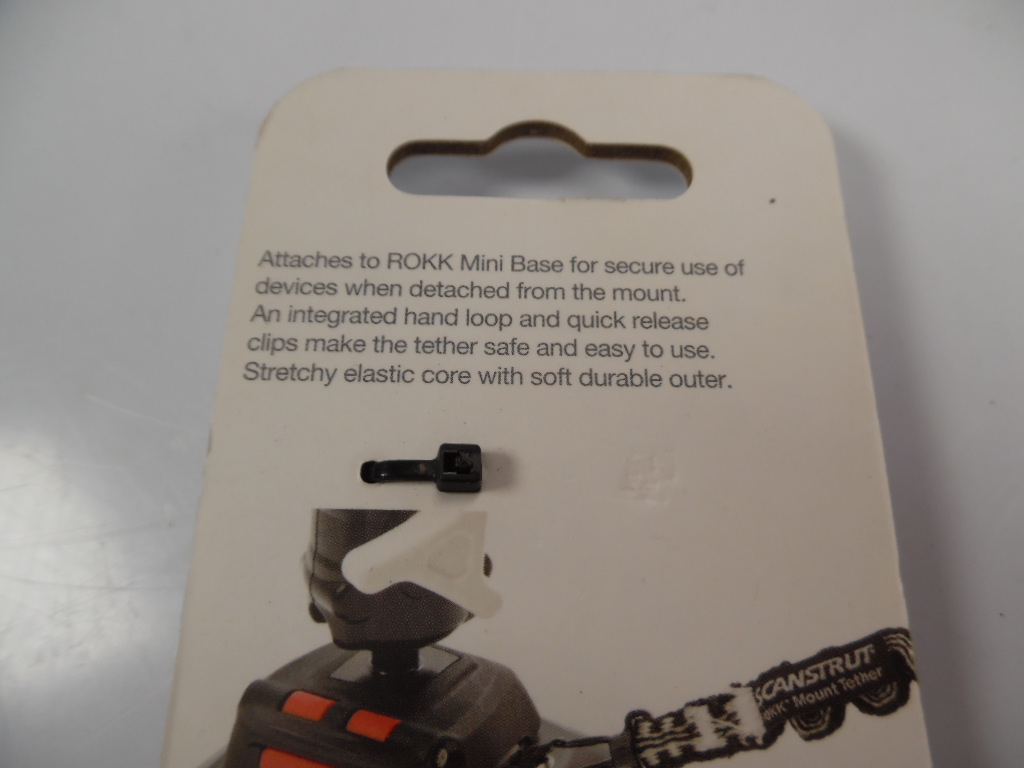 Attaches to ROKK Mini Base for secure use of
devices when detached from the mount.
An integrated hand loop and quick release
clips make the tether safe and easy to use.
Stretchy elastic core with soft durable outer.
SCANSTRUT
Mount Tether